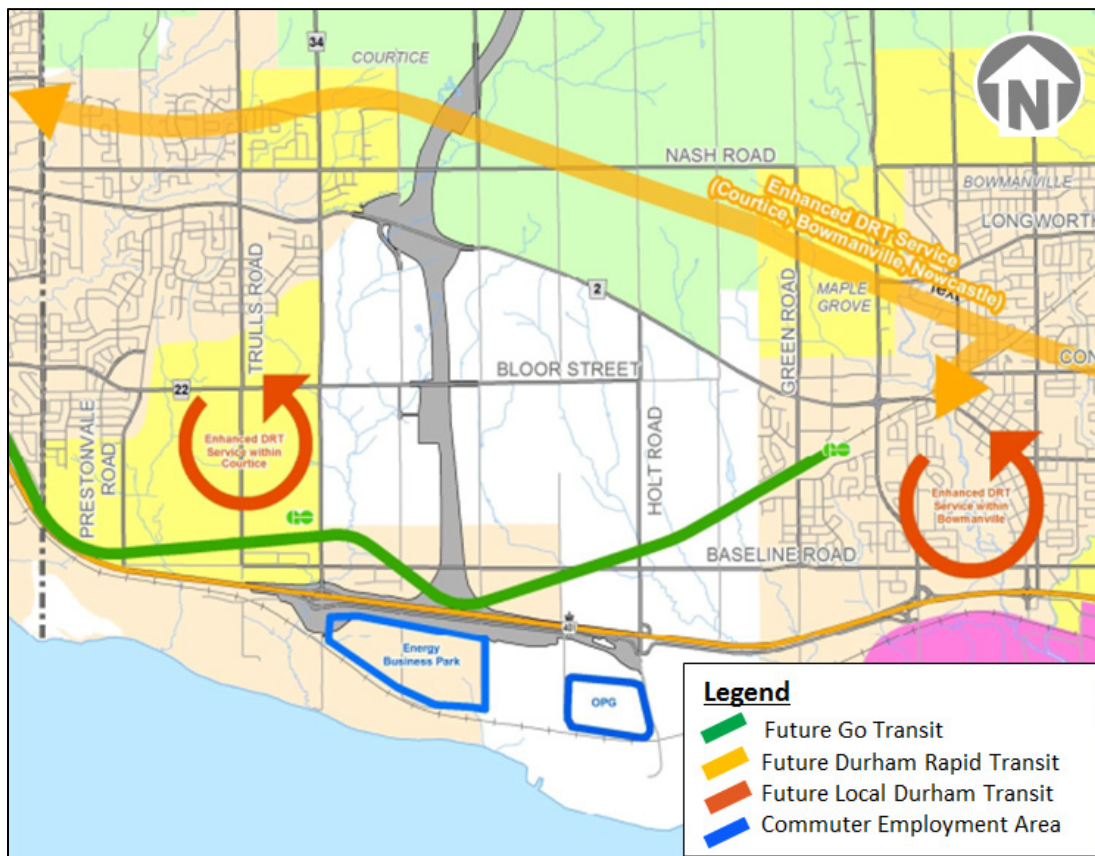 34
COURTICE
N
NASH ROAD
BOWMANVILLE
LONGWORTH
Enhanced DRT Service
(Courtice, Bowmanville, Newcastle)
TRULLS ROAD
2
MAPLE
GROVE
GREEN ROAD
CON
BLOOR STREET
22
Enhanced DRT
Service within
Courtice
PRESTONVALE
ROAD
HOLT ROAD
GO
GO
Enhanced DRT
Service within
Bowmanville
BASELINE ROAD
401
Energy
Business Park
OPG
Legend
Future Go Transit
Future Durham Rapid Transit
Future Local Durham Transit
Commuter Employment Area